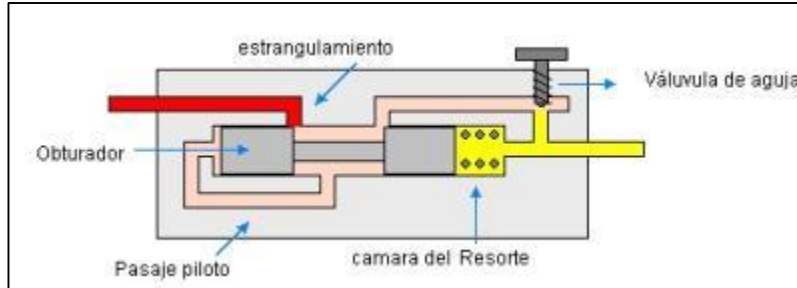 estrangulamiento
Váluvula de aguja
Obturador
Pasaje piloto
camara del Resorte